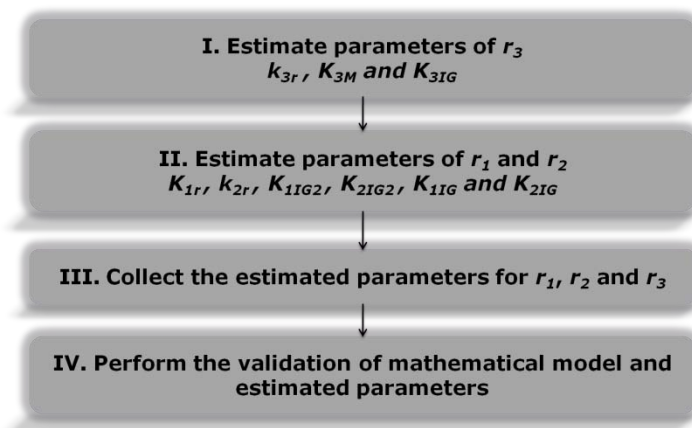 I. Estimate parameters of r3
k3r, K3M and K3IG
II. Estimate parameters of r1 and r2
K1r, k2r, K1IG2, K2IG2, K1IG and K2IG
III. Collect the estimated parameters for r1, r2 and r3
IV. Perform the validation of mathematical model and
estimated parameters